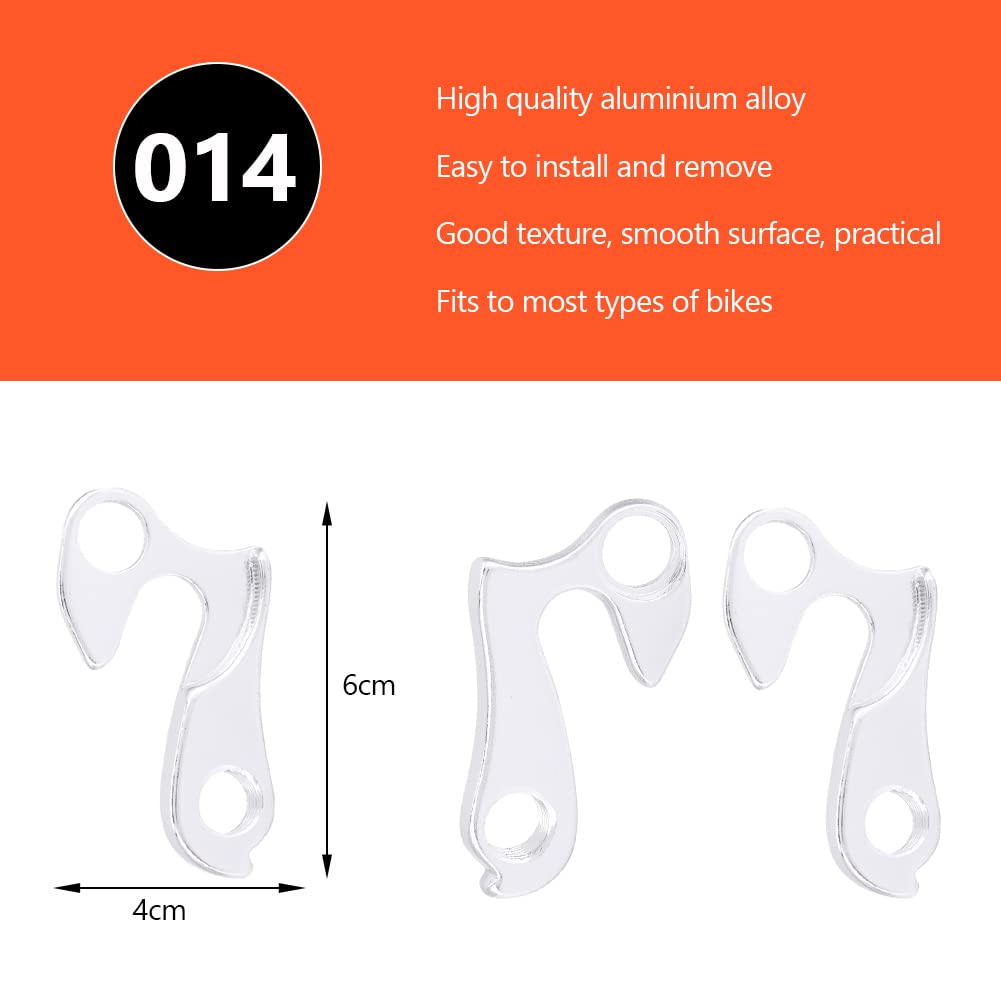 014
High quality aluminium alloy
Easy to install and remove
Good texture, smooth surface, practical
Fits to most types of bikes
6cm
4cm